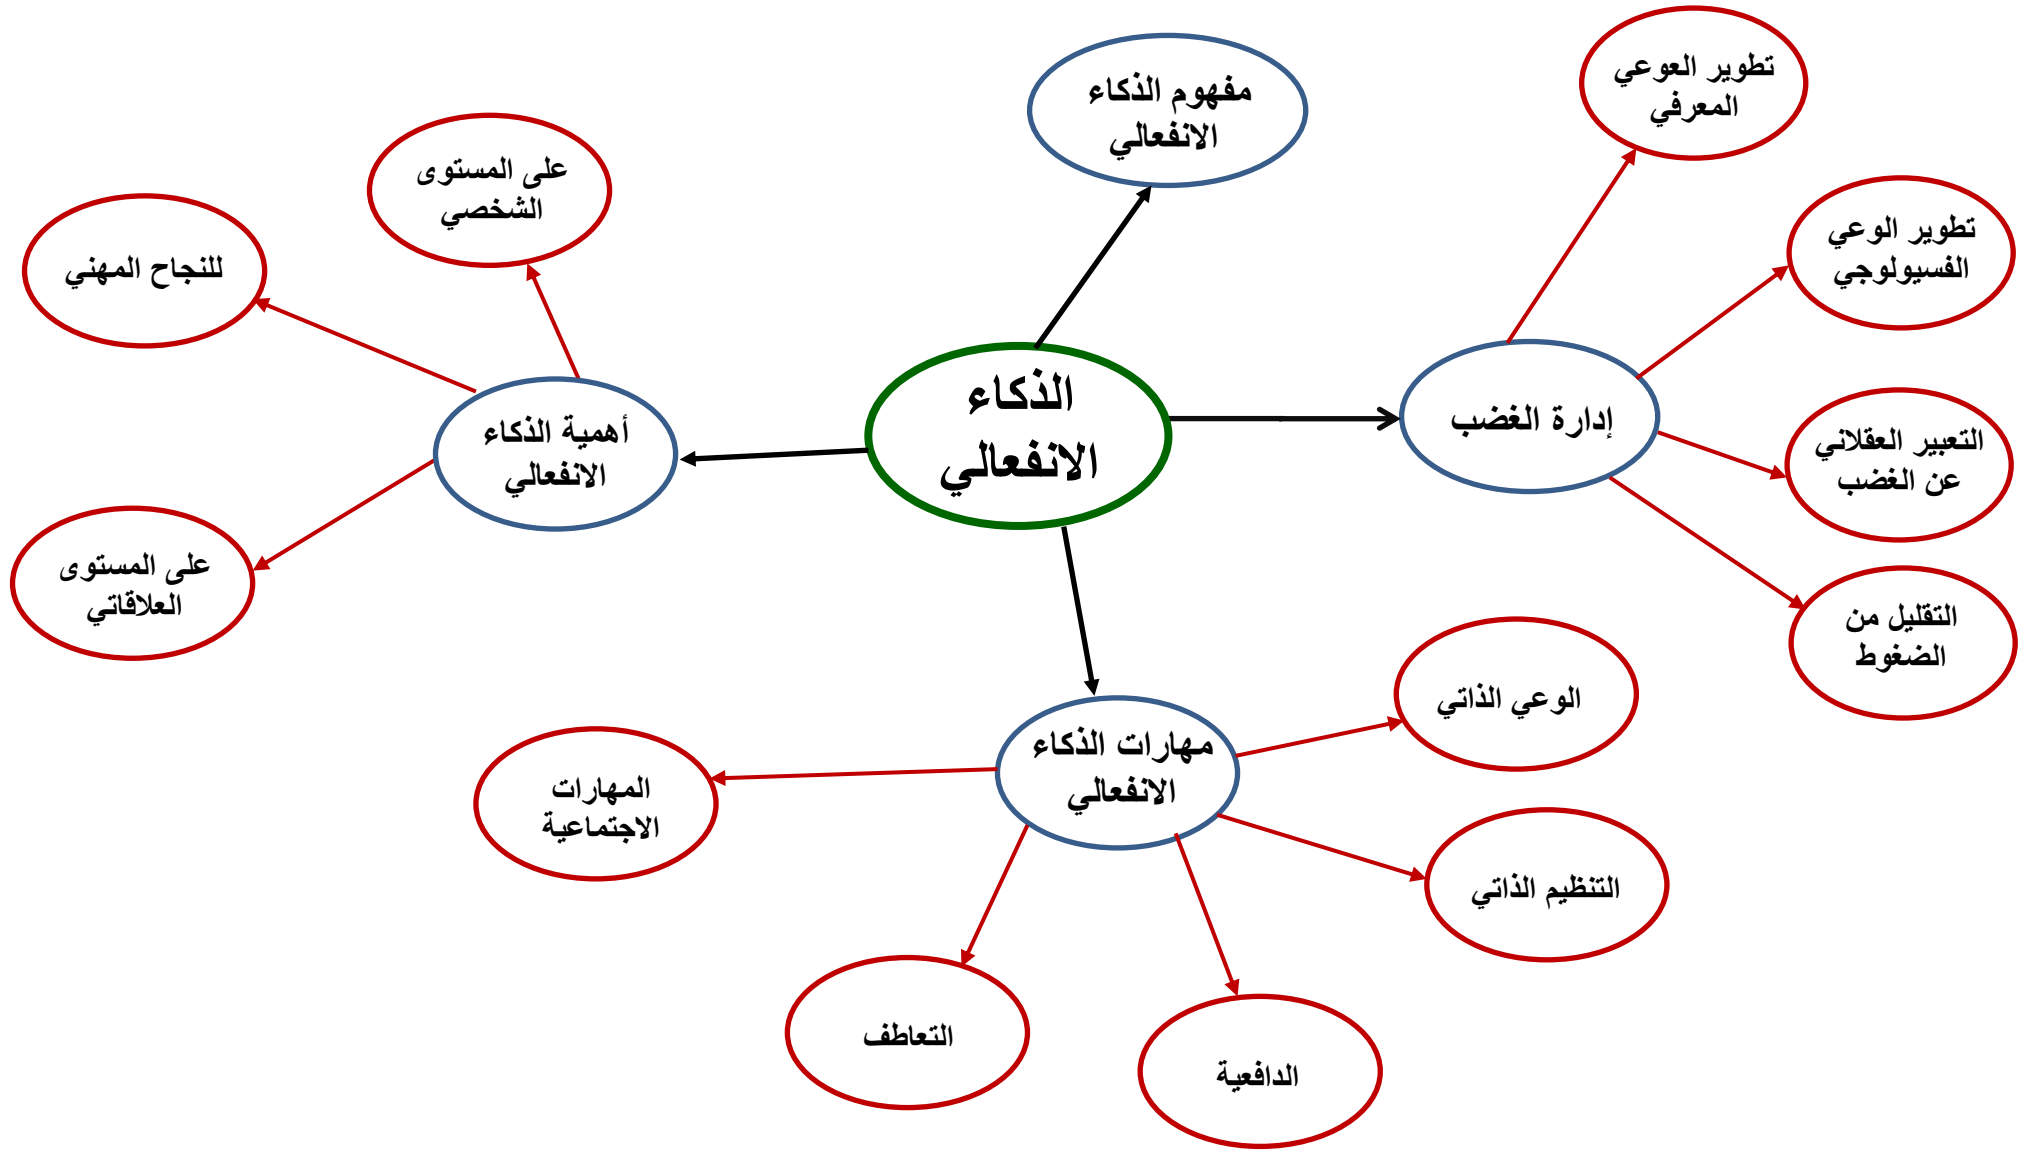 الذكاء
الانفعالي
مفهوم الذكاء
الانفعالي
إدارة الغضب
تطوير العوعي
المعرفي
تطوير الوعي
الفسيولوجي
التعبير العقلاني
عن الغضب
التقليل من
الضغوط
مهارات الذكاء
الانفعالي
الوعي الذاتي
التنظيم الذاتي
الدافعية
التعاطف
المهارات
الاجتماعية
أهمية الذكاء
الانفعالي
على المستوى
الشخصي
للنجاح المهني
على المستوى
العلاقاتي